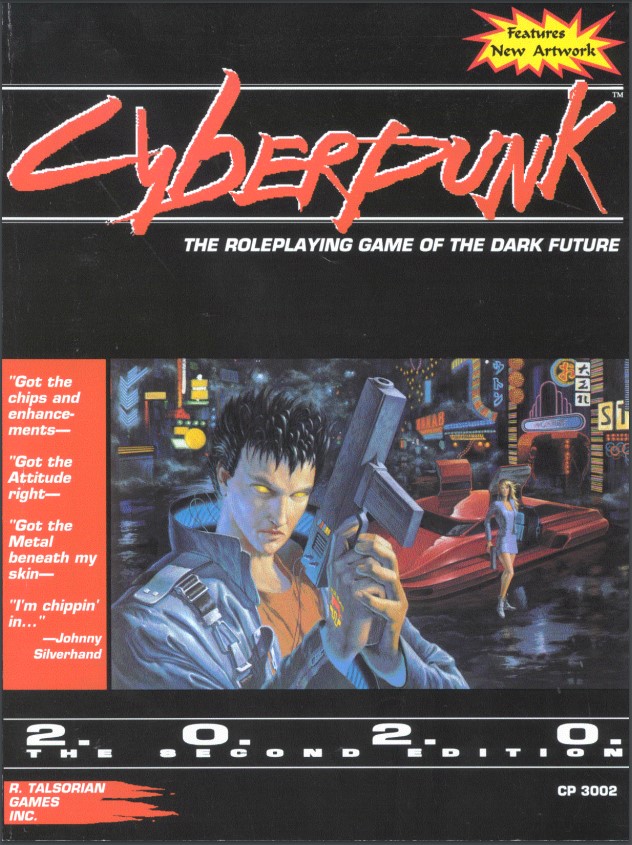 Features
New Artwork
Cyberpunk™
THE ROLEPLAYING GAME OF THE DARK FUTURE
"Got the
chips and
enhance-
ments—
"Got the
Attitude
right—
"Got the
Metal
beneath my
skin—
"I'm chippin'
in..."
—Johnny
Silverhand
2. 0. 2. 0.
THE SECOND EDITION
R. TALSORIAN
GAMES
INC.
CP 3002